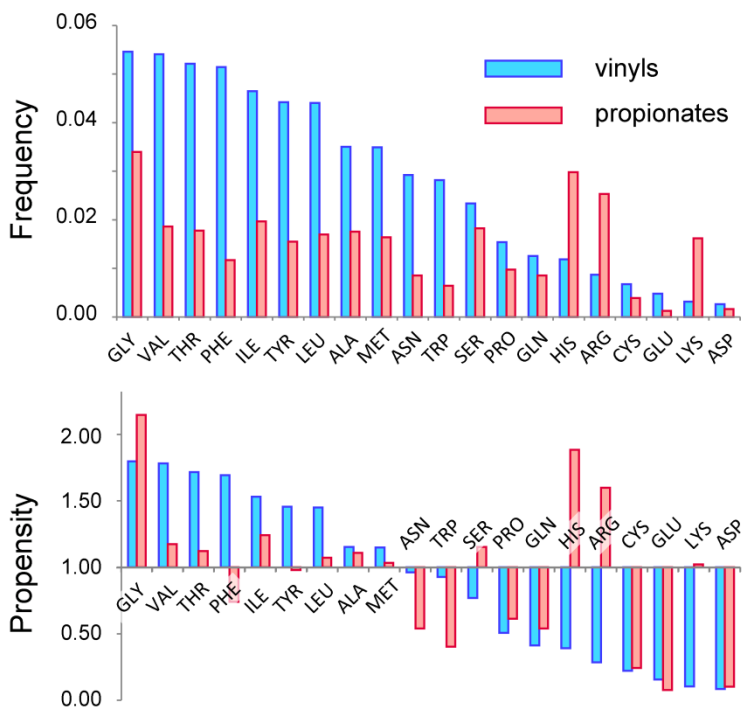 0.06
vinyls
propionates
0.04
Frequency
0.02
0.00
GLY VAL THR PHE ILE TYR LEU ALA MET ASN TRP SER PRO GLN HIS ARG CYS GLU LYS ASP
2.00
1.50
ASN TRP SER PRO GLN HIS ARG CYS GLU LYS ASP
1.00
GLY VAL THR PHE ILE TYR LEU ALA MET
Propensity
0.50
0.00